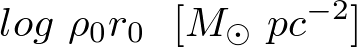 log ρ₀r₀ [M⊙ pc⁻²]